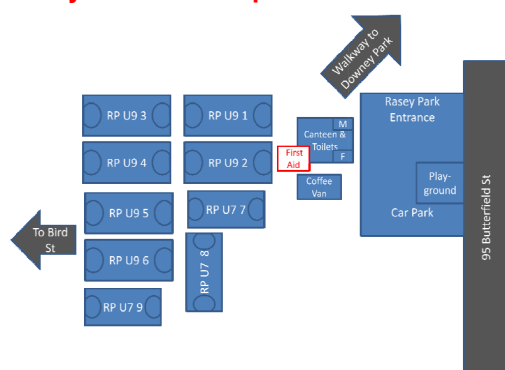 Walkway to
Downey Park
RP U9 3
RP U9 1
M
Canteen &
Toilets
F
First
Aid
Rasey Park
Entrance
RP U9 4
RP U9 2
Coffee
Van
Play-
ground
Car Park
95 Butterfield St
RP U9 5
RP U7 7
To Bird
St
RP U9 6
RP U7 8
RP U7 9